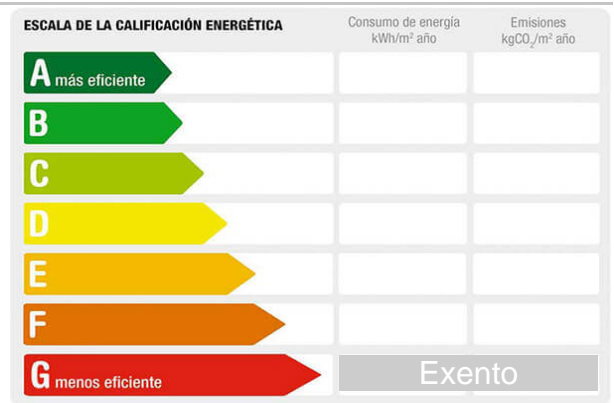 ESCALA DE LA CALIFICACIÓN ENERGÉTICA
Consumo de energía
kWh/m² año
Emisiones
kgCO₂/m² año
A más eficiente
B
C
D
E
F
G menos eficiente
Exento